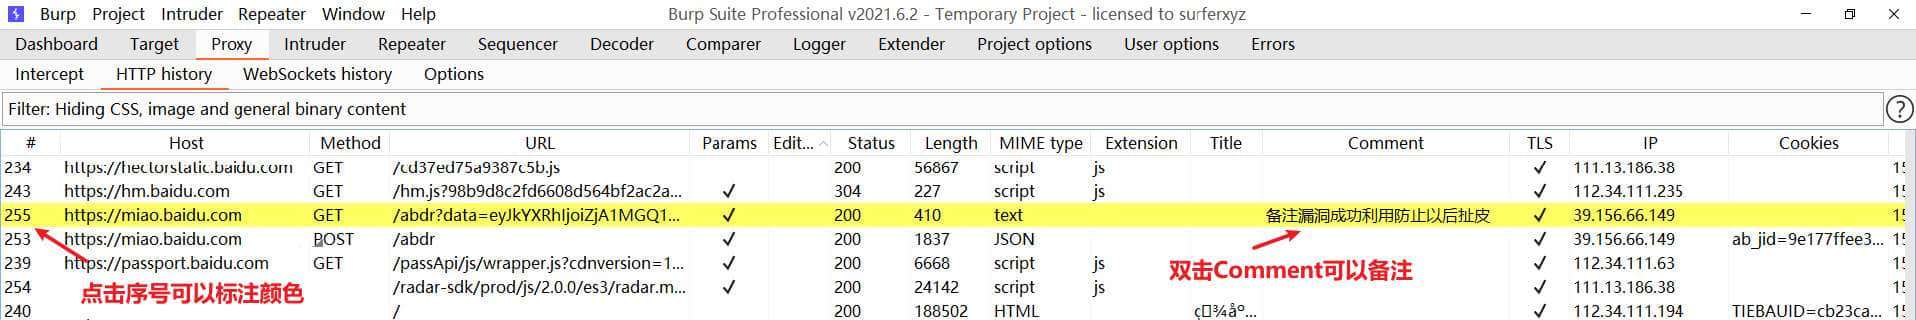 Burp Project Intruder Repeater Window Help Burp Suite Professional v2021.6.2 - Temporary Project - licensed to surferxyz
Dashboard Target Proxy Intruder Repeater Sequencer Decoder Comparer Logger Extender Project options User options Errors
Intercept HTTP history WebSockets history Options
Filter: Hiding CSS, image and general binary content ?
# Host Method URL Params Edit... Status Length MIME type Extension Title Comment TLS IP Cookies
234 https://hectorstatic.baidu.com GET /cd37ed75a9387c5b.js 200 56867 script js ✓ 111.13.186.38 15
243 https://hm.baidu.com GET /hm.js?98b9d8c2fd6608d564bf2ac2a... ✓ 304 227 script js ✓ 112.34.111.235 15
255 https://miao.baidu.com GET /abdr?data=eyJkYXRhIjoiZjA1MGQ1... ✓ 200 410 text 备注漏洞成功利用防止以后扯皮 ✓ 39.156.66.149 15
253 https://miao.baidu.com POST /abdr ✓ 200 1837 JSON ✓ 39.156.66.149 ab_jid=9e177ffee3... 15
239 https://passport.baidu.com GET /passApi/js/wrapper.js?cdnversion=1... ✓ 200 6668 script js ✓ 112.34.111.63 15
254 /radar-sdk/prod/js/2.0.0/es3/radar.m... ✓ 200 24142 script js ✓ 111.13.186.38 15
240 / 200 188502 HTML ✓ 112.34.111.194 TIEBAUID=cb23ca... 15
点击序号可以标注颜色
双击Comment可以备注